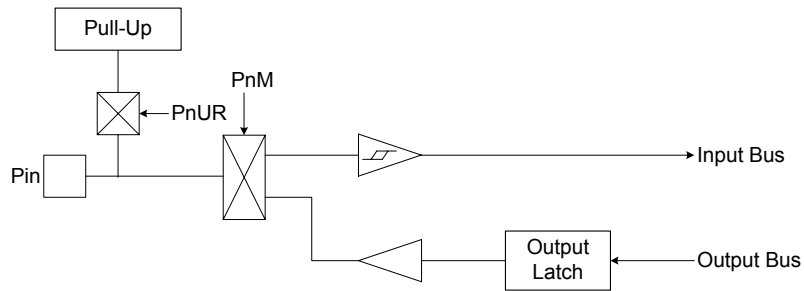 Pull-Up
PnM
PnUR
Pin
Input Bus
Output
Latch
Output Bus